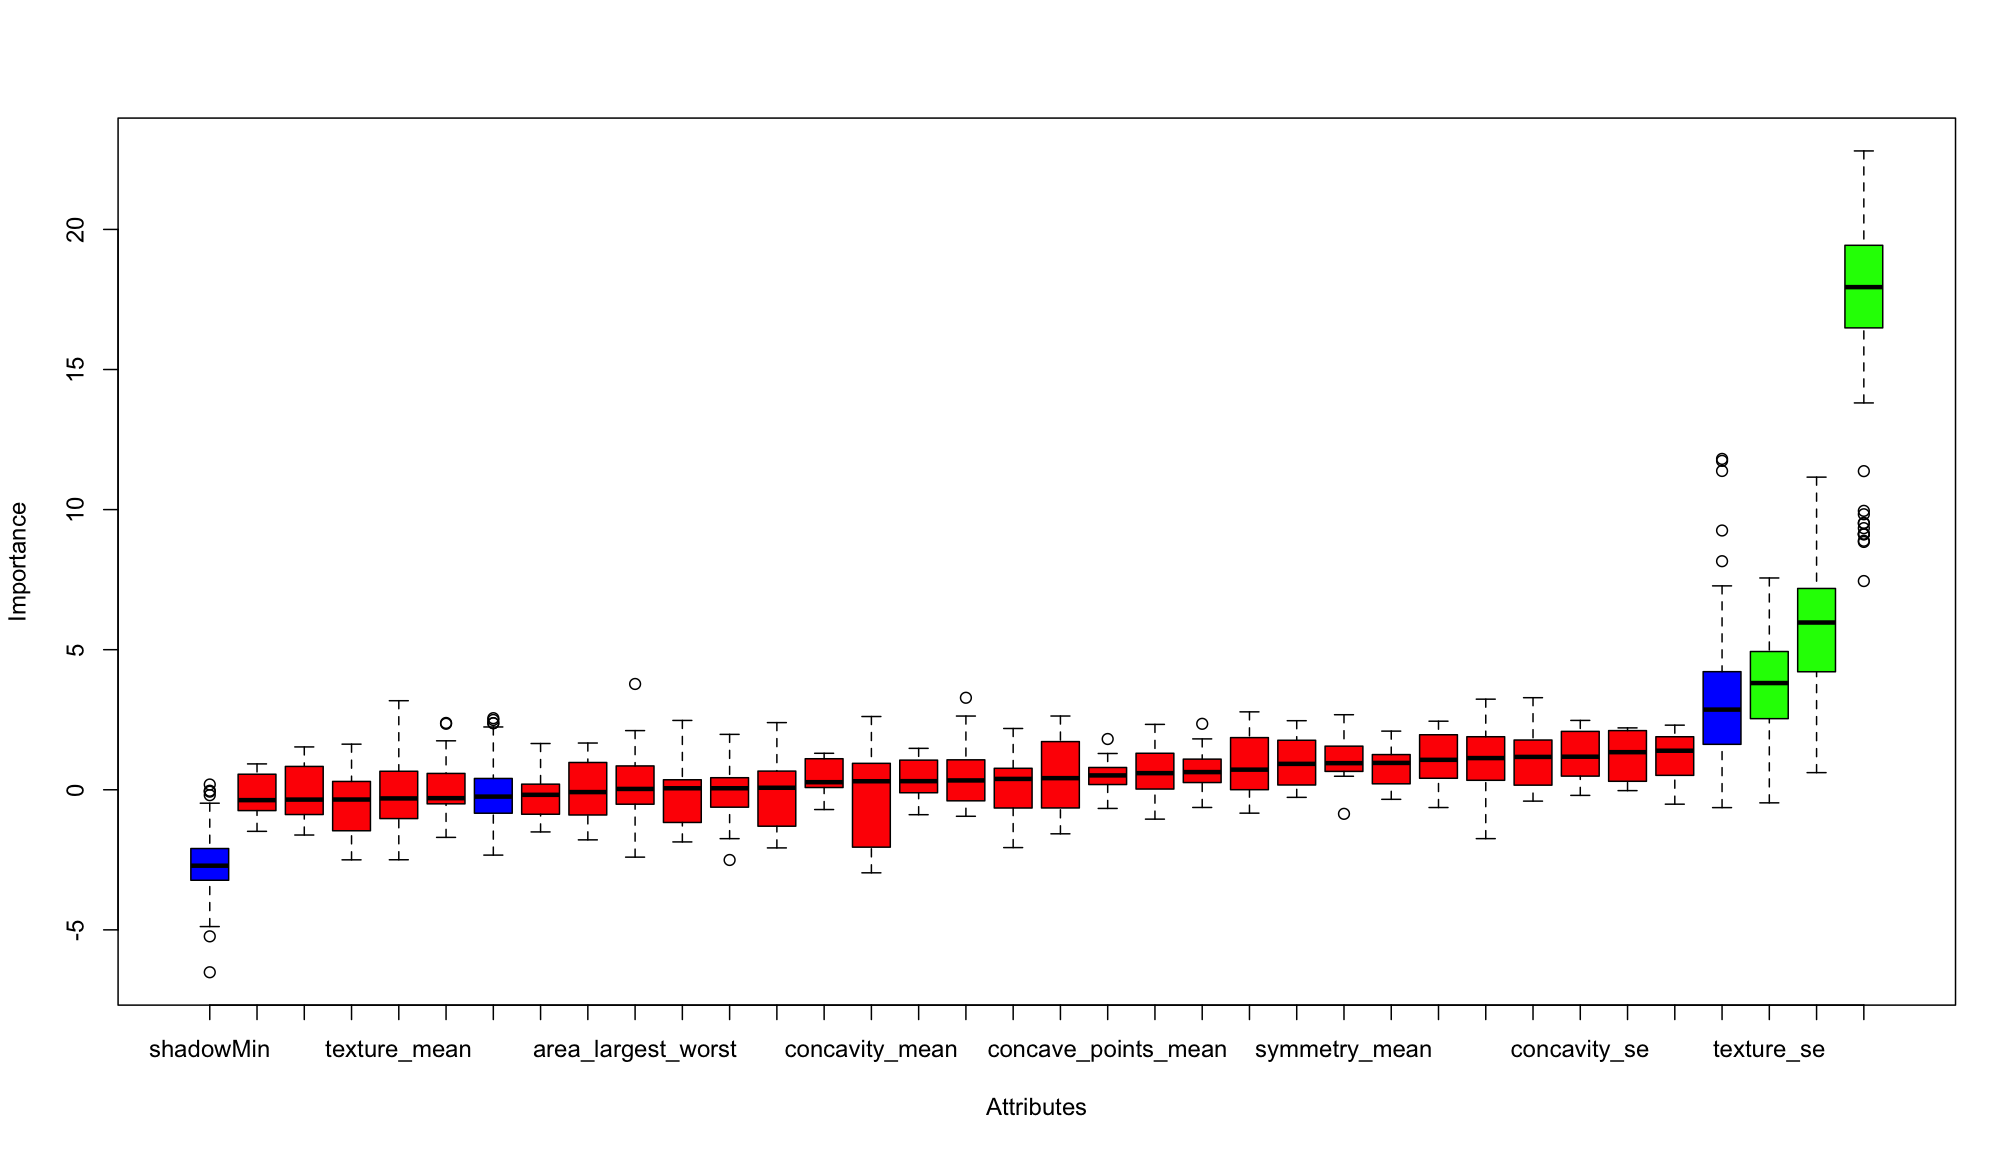 Importance
20
15
10
5
0
-5
shadowMin texture_mean area_largest_worst concavity_mean concave_points_mean symmetry_mean concavity_se texture_se
Attributes